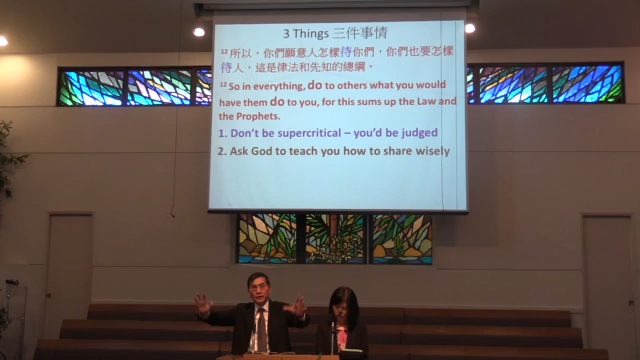 3 Things 三件事情
12 所以，你們願意人怎樣待你們，你們也要怎樣
待人，這是律法和先知的總綱。
12 So in everything, do to others what you would
have them do to you, for this sums up the Law and
the Prophets.
1. Don't be supercritical – you'd be judged
2. Ask God to teach you how to share wisely